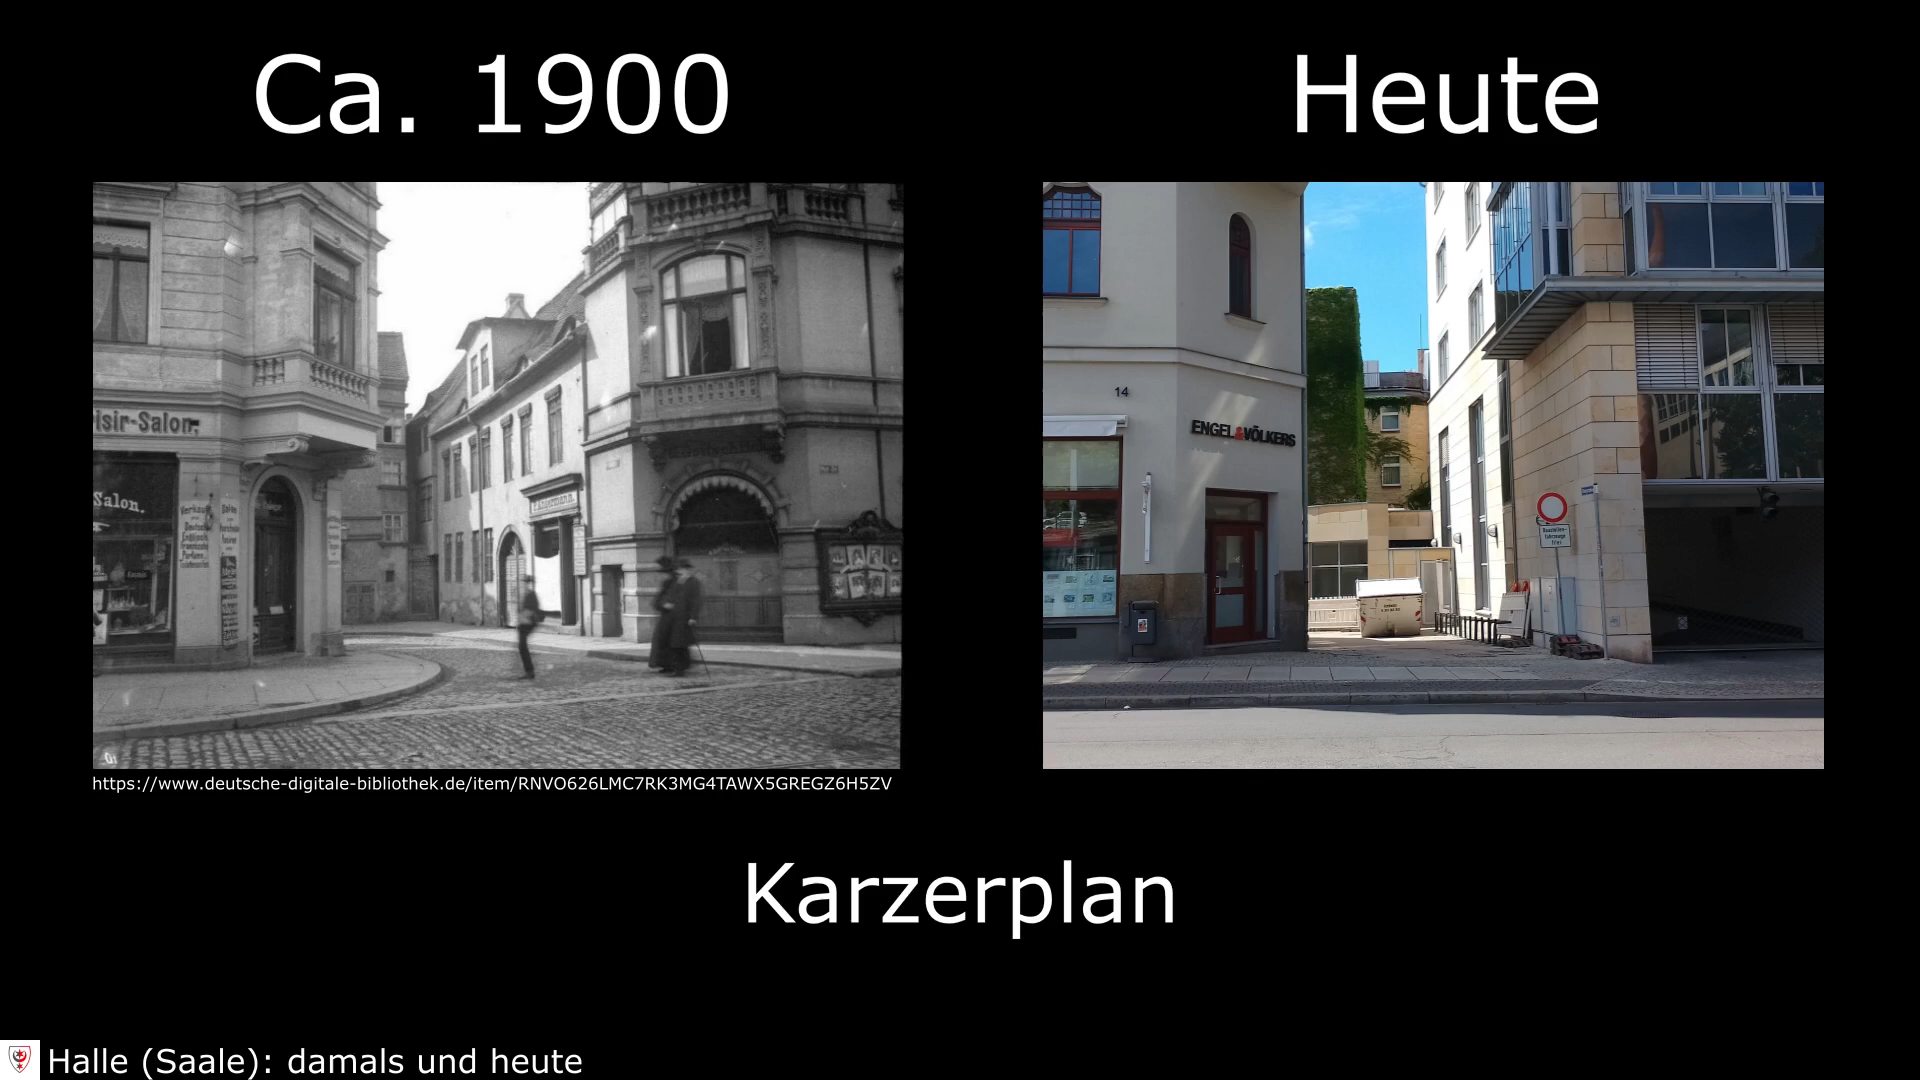 Ca. 1900
Heute
isir-Salon.
Salon.
14
ENGEL&VÖLKERS
https://www.deutsche-digitale-bibliothek.de/item/RNVO626LMC7RK3MG4TAWX5GREGZ6H5ZV
Karzerplan
Halle (Saale): damals und heute